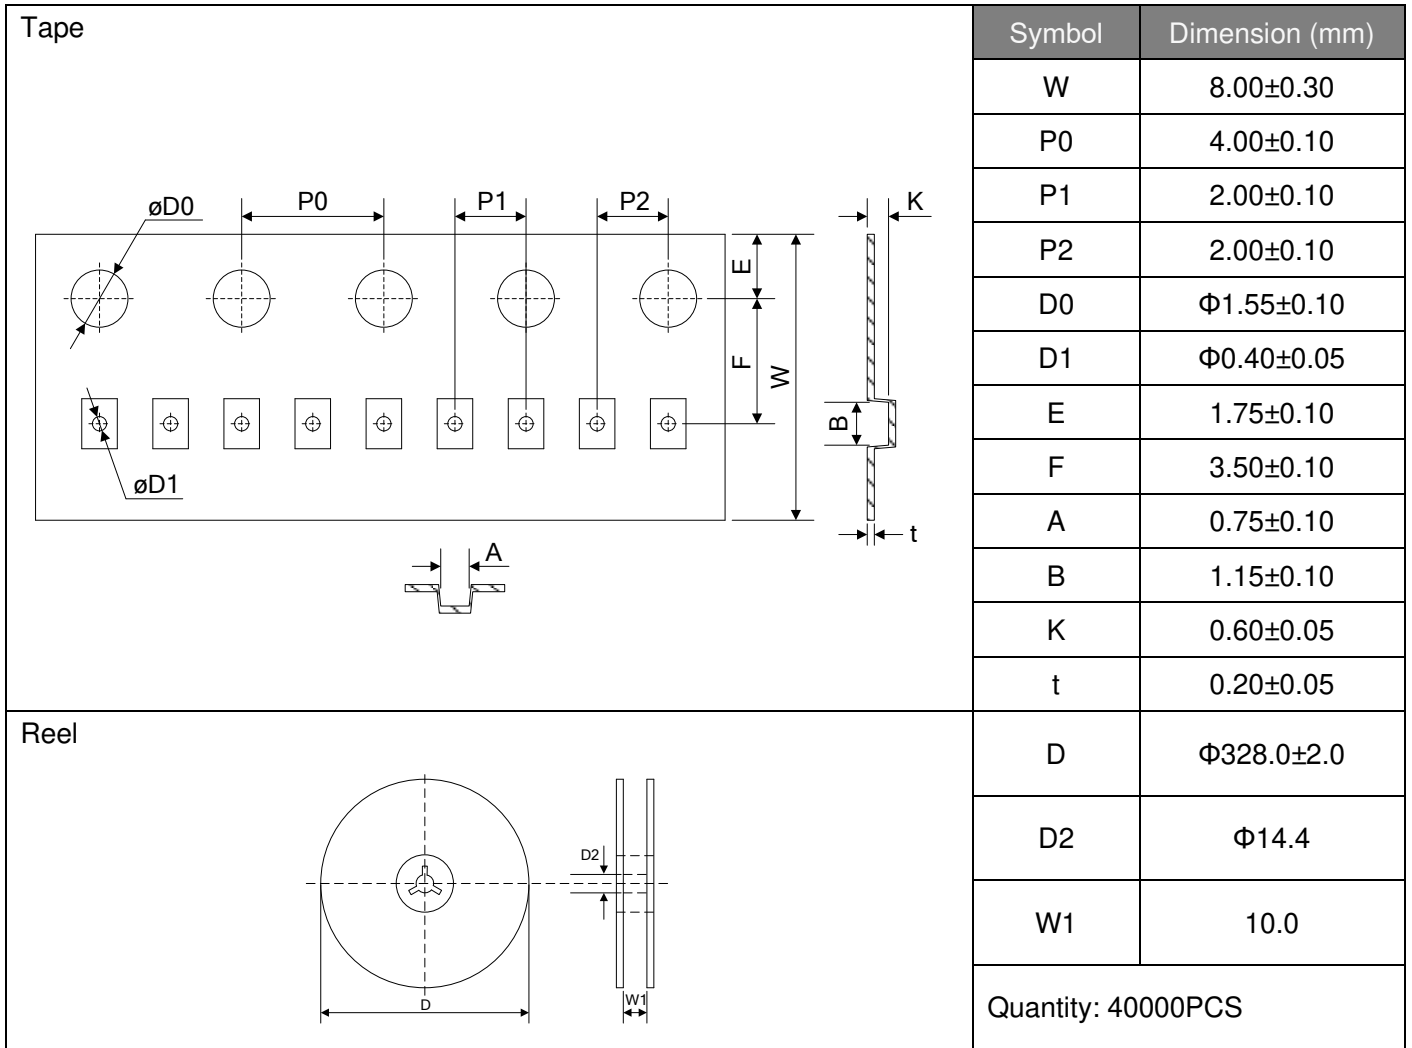 Tape
øD0
P0
P1
P2
K
E
F
W
B
øD1
t
A
Symbol Dimension (mm)
W 8.00±0.30
P0 4.00±0.10
P1 2.00±0.10
P2 2.00±0.10
D0 Φ1.55±0.10
D1 Φ0.40±0.05
E 1.75±0.10
F 3.50±0.10
A 0.75±0.10
B 1.15±0.10
K 0.60±0.05
t 0.20±0.05
Reel
D2
D
W1
D Φ328.0±2.0
D2 Φ14.4
W1 10.0
Quantity: 40000PCS